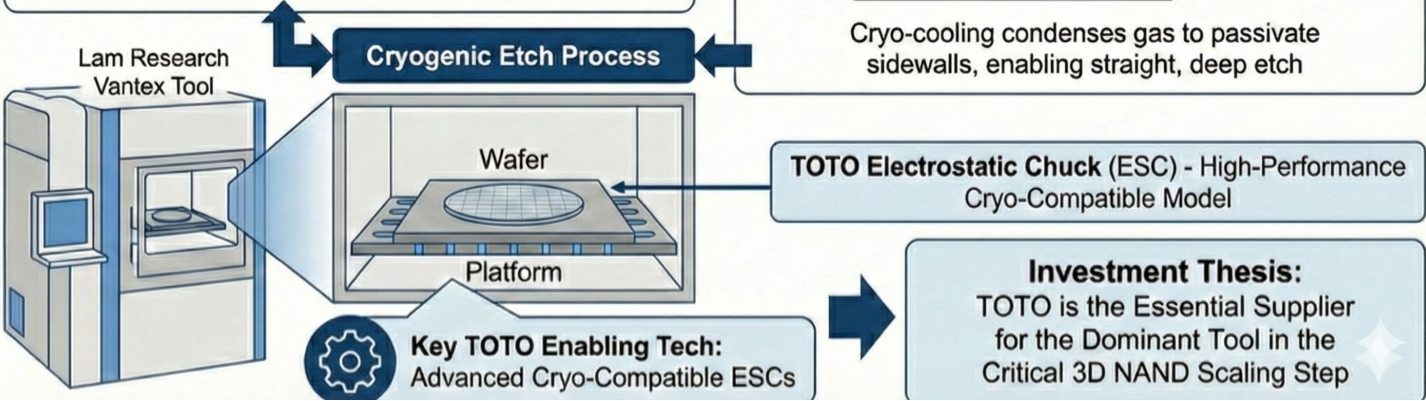 Cryo-cooling condenses gas to passivate
sidewalls, enabling straight, deep etch
Cryogenic Etch Process
Lam Research
Vantex Tool
Wafer
Platform
TOTO Electrostatic Chuck (ESC) - High-Performance
Cryo-Compatible Model
Key TOTO Enabling Tech:
Advanced Cryo-Compatible ESCs
Investment Thesis:
TOTO is the Essential Supplier
for the Dominant Tool in the
Critical 3D NAND Scaling Step